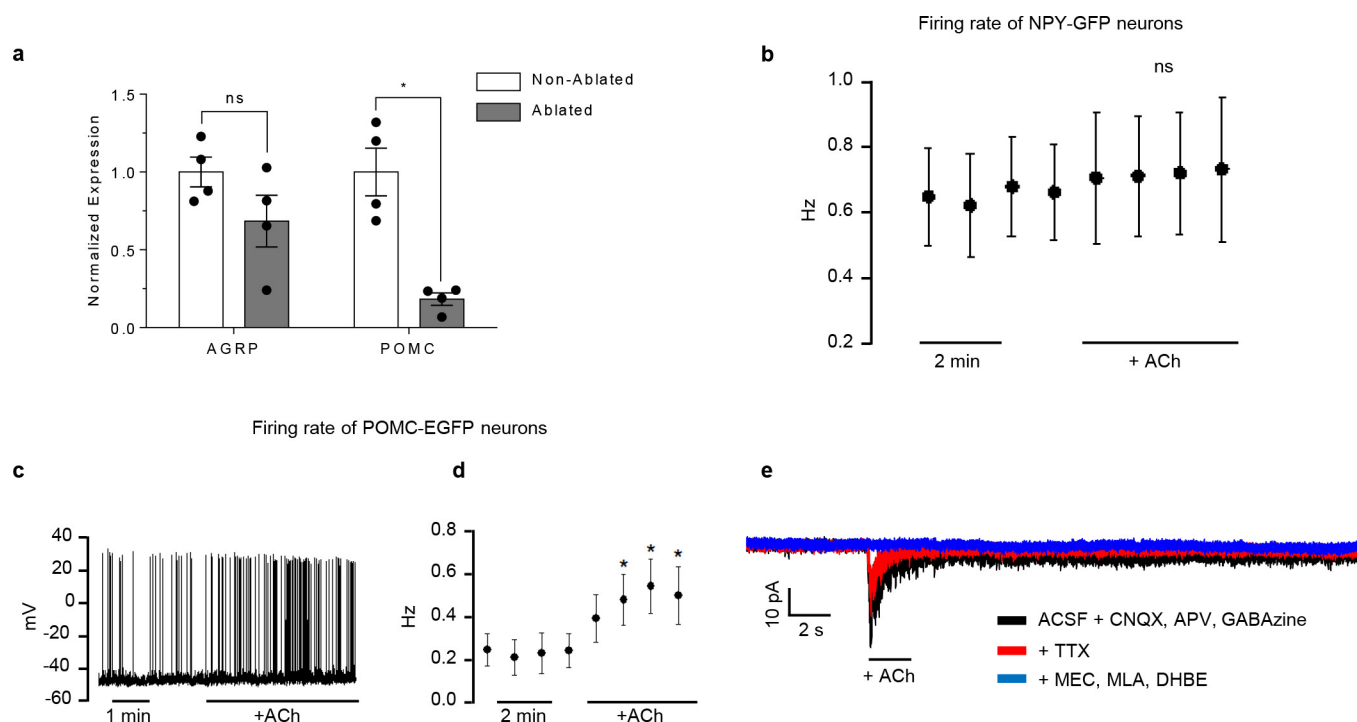 Firing rate of NPY-GFP neurons
a
Non-Ablated
Ablated
ns
*
Normalized Expression
1.5
1.0
0.5
0.0
AGRP
POMC
b
ns
Hz
1.0
0.8
0.6
0.4
0.2
2 min
+ ACh
Firing rate of POMC-EGFP neurons
c
mV
40
20
0
-20
-40
-60
1 min
+ACh
d
Hz
0.8
0.6
0.4
0.2
0.0
* * *
2 min
+ACh
e
10 pA
2 s
+ ACh
ACSF + CNQX, APV, GABAzine
+ TTX
+ MEC, MLA, DHBE